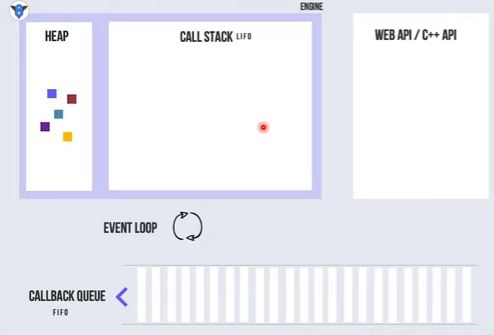 ENGINE
HEAP
CALL STACK LIFO
WEB API / C++ API
EVENT LOOP
CALLBACK QUEUE
FIFO